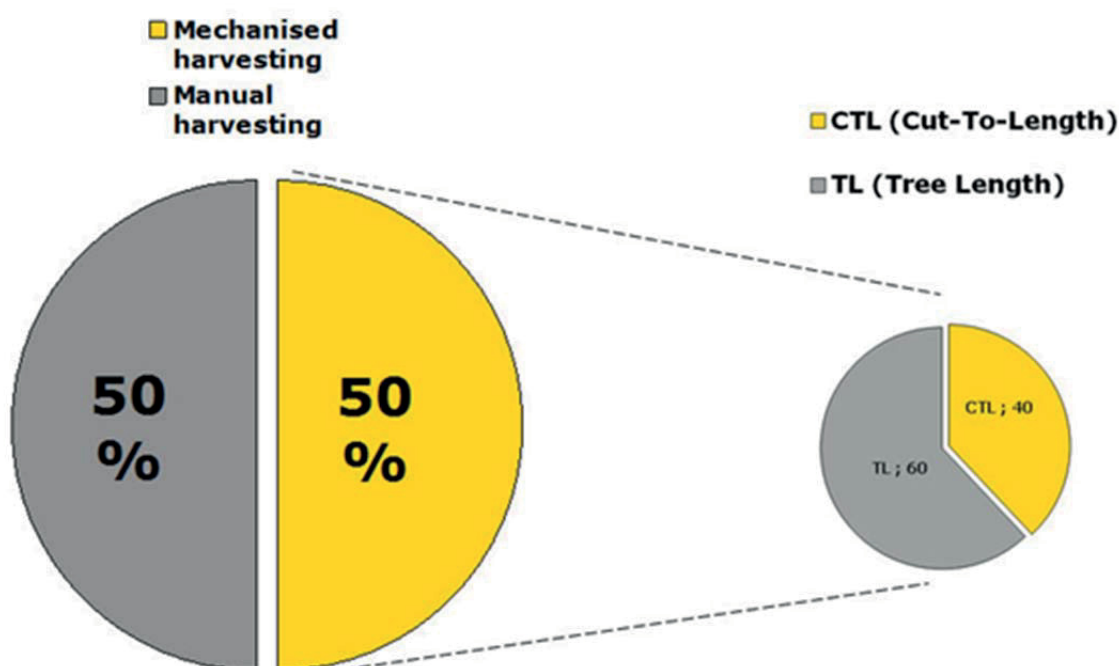 Mechanised
harvesting
Manual
harvesting
CTL (Cut-To-Length)
TL (Tree Length)
50
%
50
%
CTL ; 40
TL ; 60